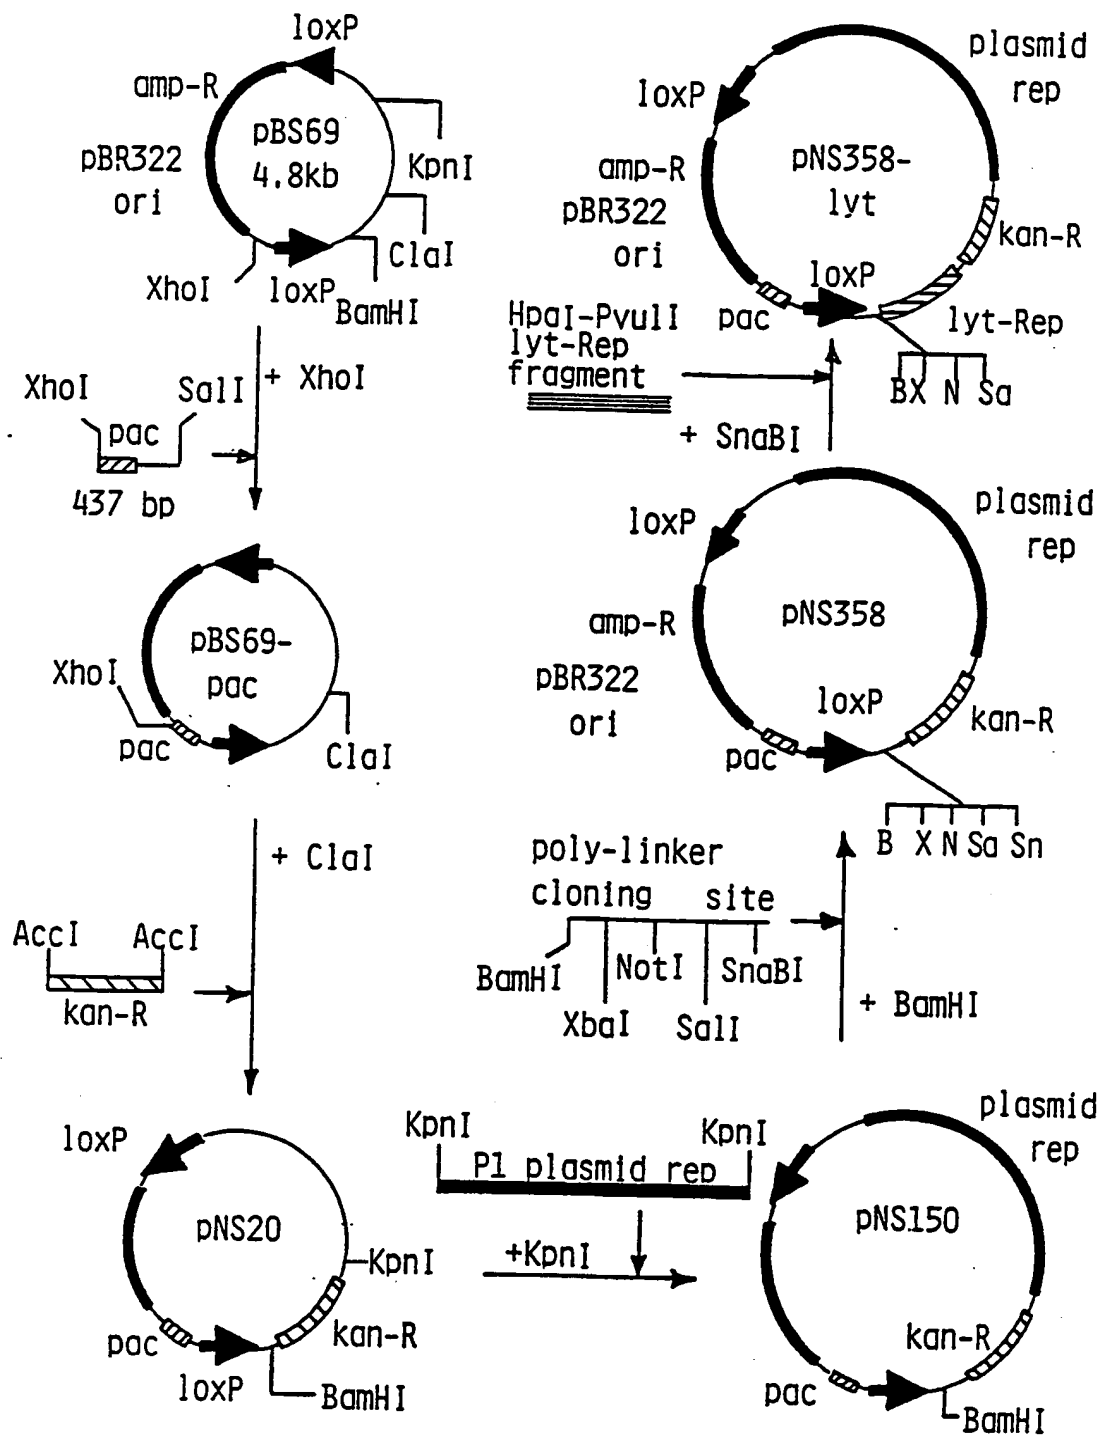 loxP
amp-R
pBR322
ori
pBS69
4.8kb
KpnI
ClaI
BamHI
loxP
XhoI
+ XhoI
XhoI
SalI
pac
437 bp
pBS69-
pac
XhoI
pac
ClaI
+ ClaI
AccI
AccI
kan-R
loxP
pNS20
KpnI
kan-R
BamHI
loxP
pac
KpnI
KpnI
P1 plasmid rep
+KpnI
plasmid
rep
pNS150
kan-R
pac
BamHI
+ BamHI
poly-linker
cloning site
BamHI
XbaI
NotI
SalI
SnaBI
plasmid
rep
loxP
amp-R
pNS358
pBR322
ori
loxP
kan-R
pac
B X N Sa Sn
HpaI-PvuII
lyt-Rep
fragment
+ SnaBI
plasmid
rep
loxP
amp-R
pBR322
ori
pNS358-
lyt
kan-R
loxP
pac
lyt-Rep
BX N Sa